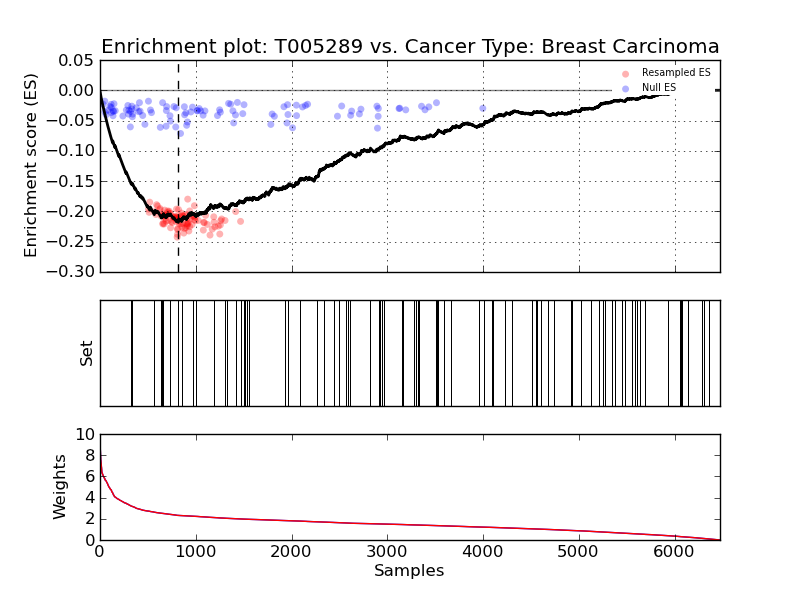 Enrichment plot: T005289 vs. Cancer Type: Breast Carcinoma
Enrichment score (ES)
0.05
0.00
−0.05
−0.10
−0.15
−0.20
−0.25
−0.30
Resampled ES
Null ES
Set
Weights
10
8
6
4
2
0
0 1000 2000 3000 4000 5000 6000
Samples